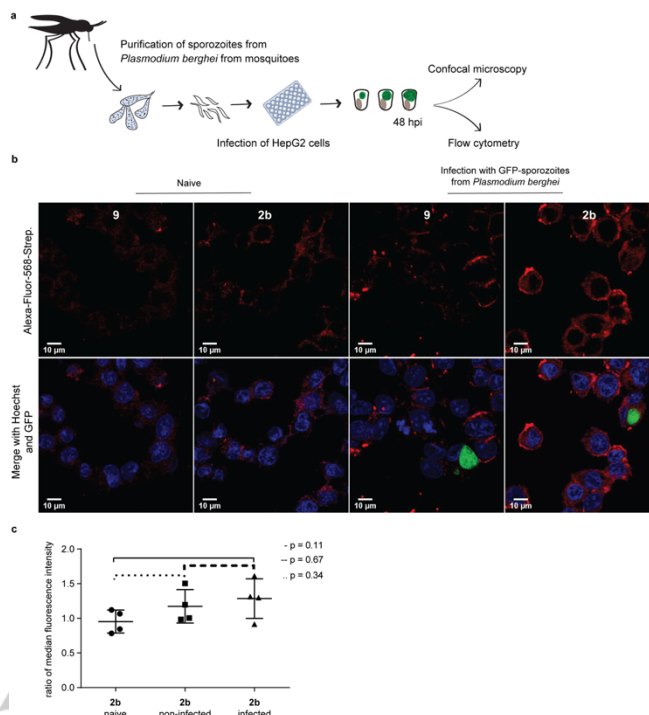 a
Purification of sporozoites from
Plasmodium berghei from mosquitoes
Confocal microscopy
48 hpi
Infection of HepG2 cells
Flow cytometry
b
Naive
Infection with GFP-sporozoites
from Plasmodium berghei
Alexa-Fluor-568-Strep.
9
2b
9
2b
10 µm
10 µm
10 µm
10 µm
Merge with Hoechst
and GFP
10 µm
10 µm
10 µm
10 µm
c
ratio of median fluorescence intensity
2.0
1.5
1.0
0.5
0.0
- p = 0.11
-- p = 0.67
.. p = 0.34
2b
naive
2b
non-infected
2b
infected